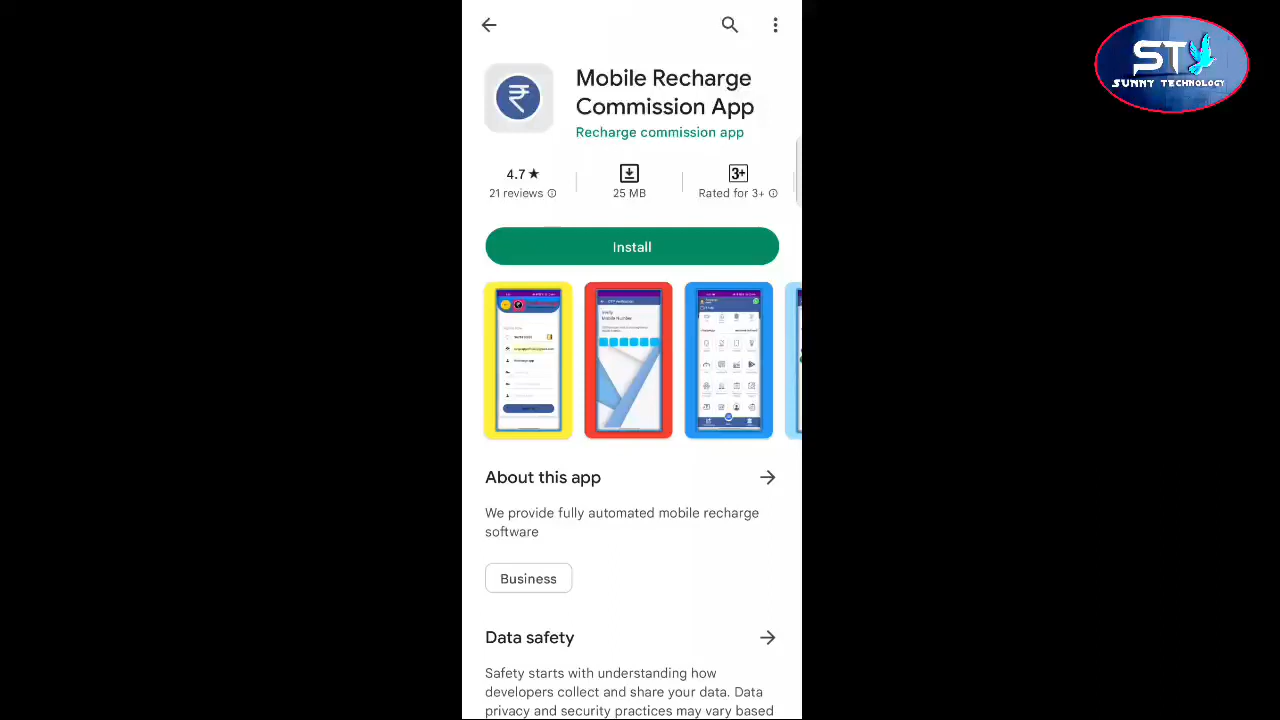 ST
SUNNY TECHNOLOGY
Mobile Recharge
Commission App
Recharge commission app
4.7 ★
21 reviews
25 MB
3+
Rated for 3+
Install
About this app
We provide fully automated mobile recharge
software
Business
Data safety
Safety starts with understanding how
developers collect and share your data. Data
privacy and security practices may vary based